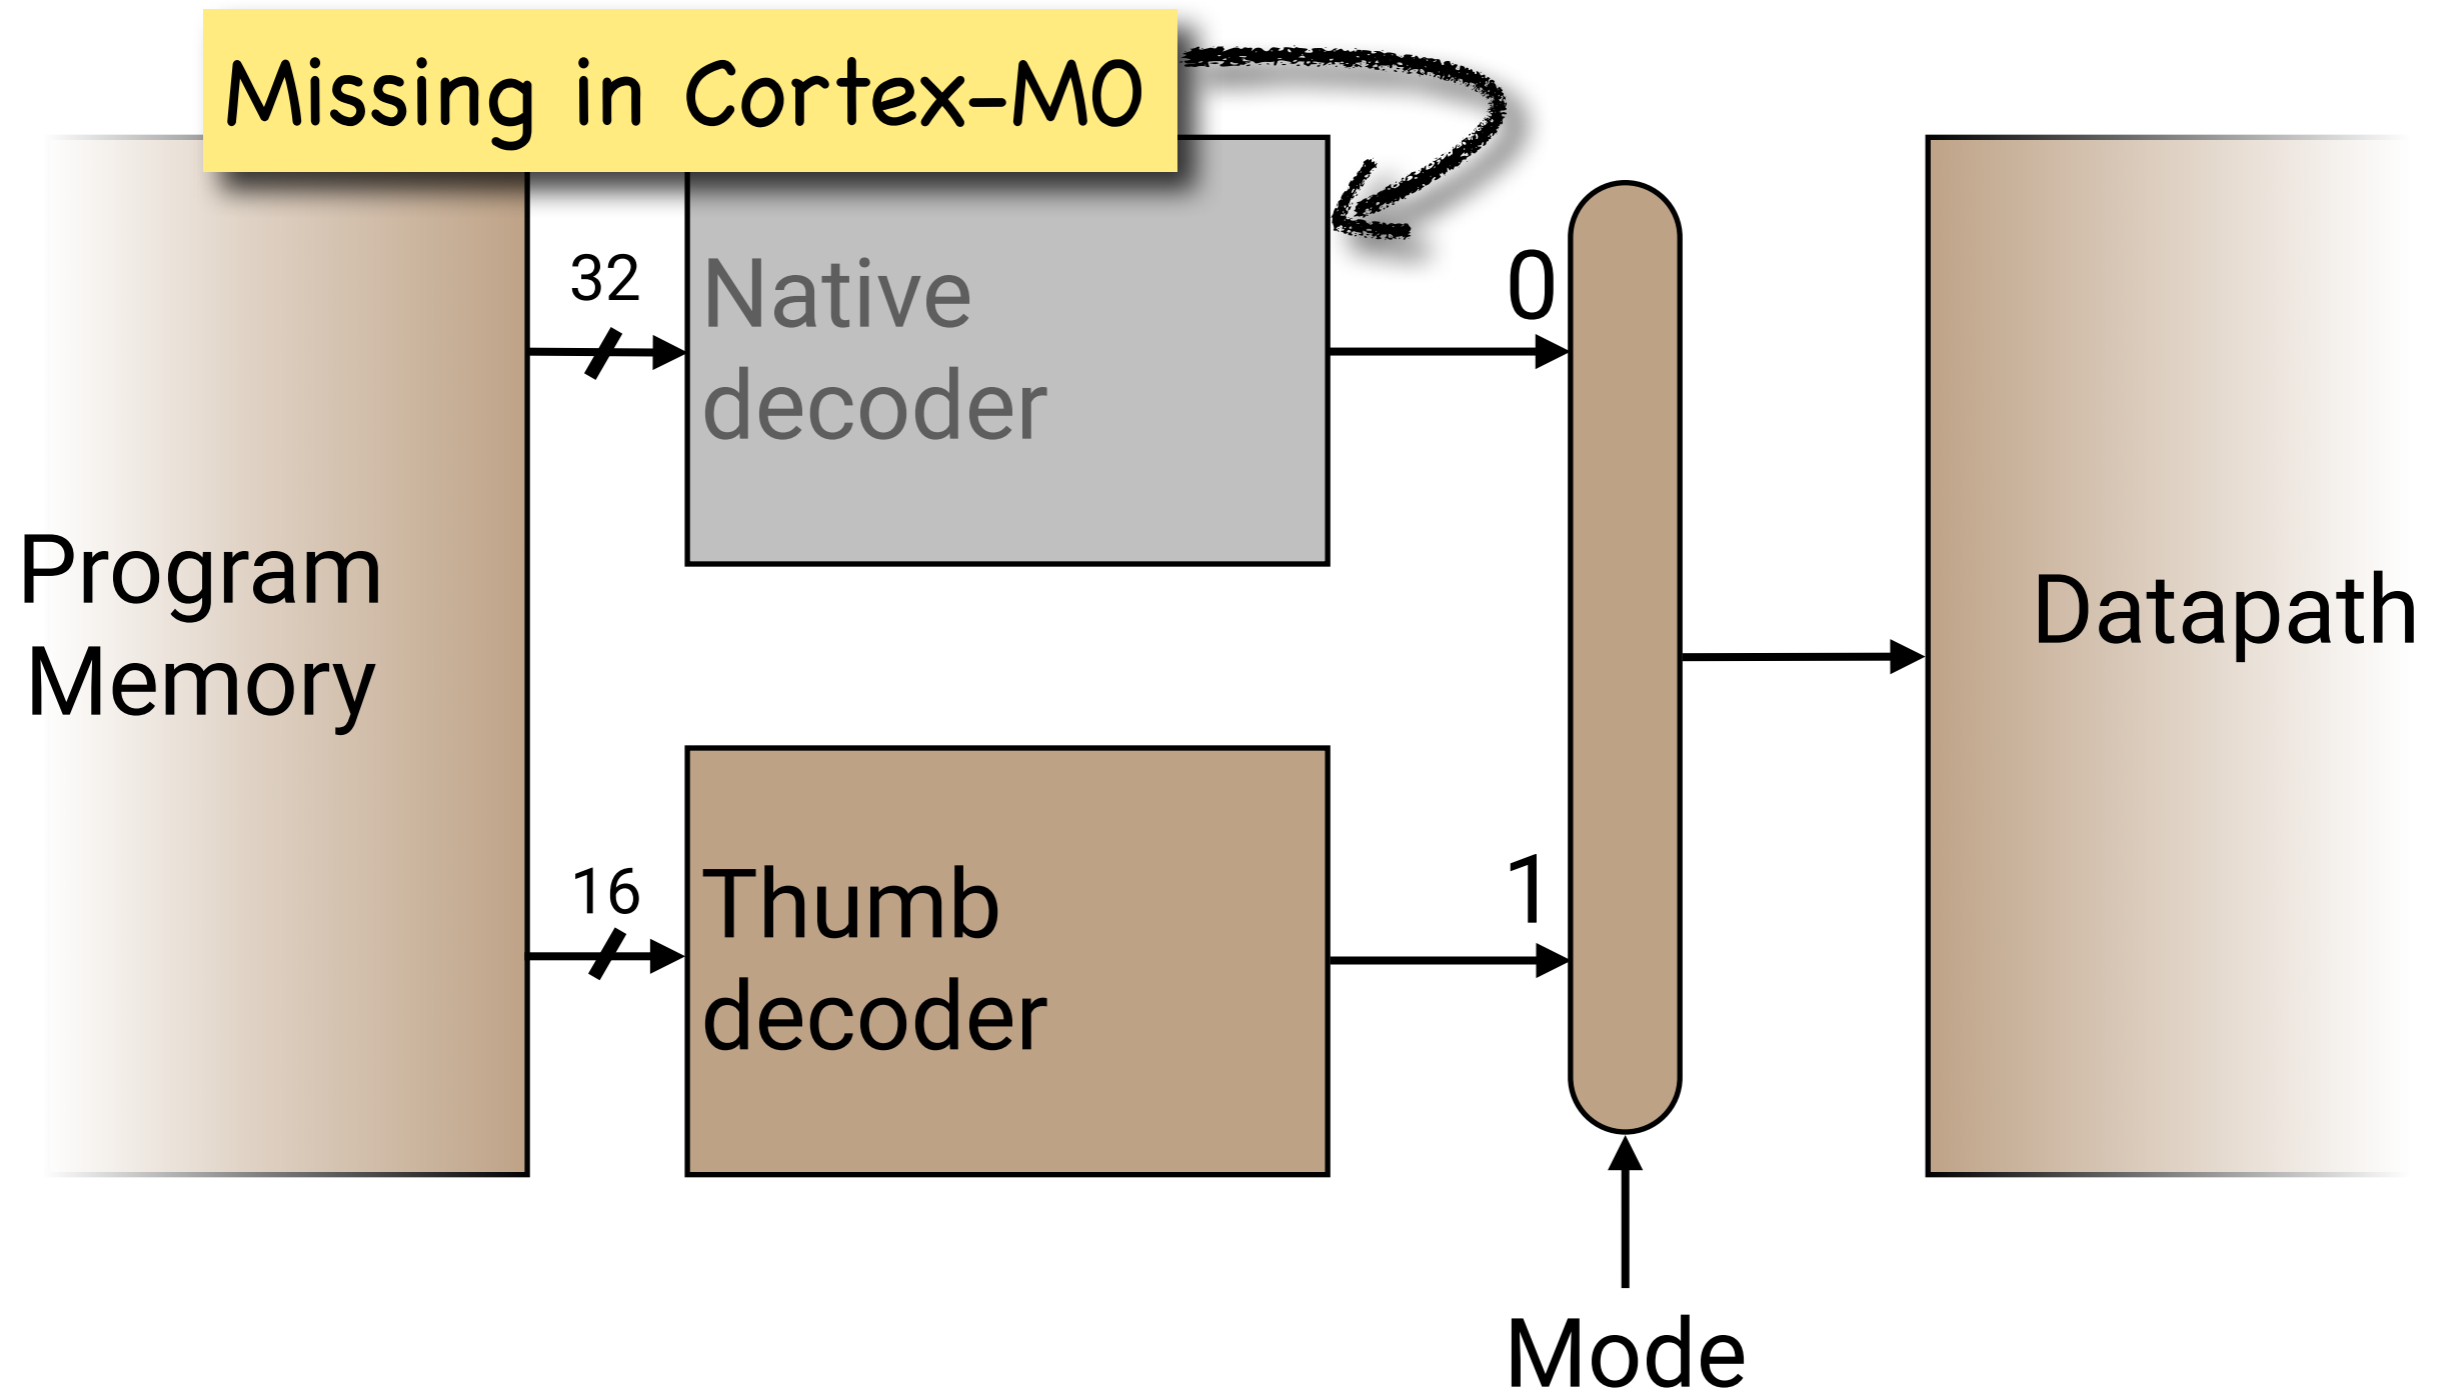 Missing in Cortex-M0
32
Native
decoder
0
Program
Memory
Datapath
16
Thumb
decoder
1
Mode